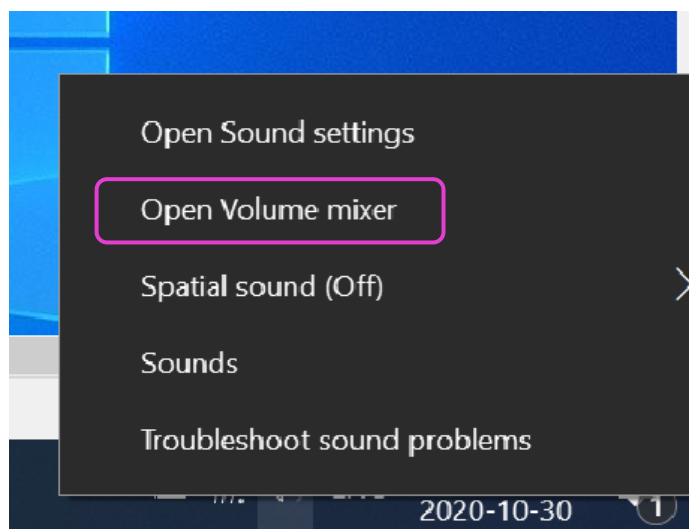 Open Sound settings
Open Volume mixer
Spatial sound (Off)
Sounds
Troubleshoot sound problems
2020-10-30
1